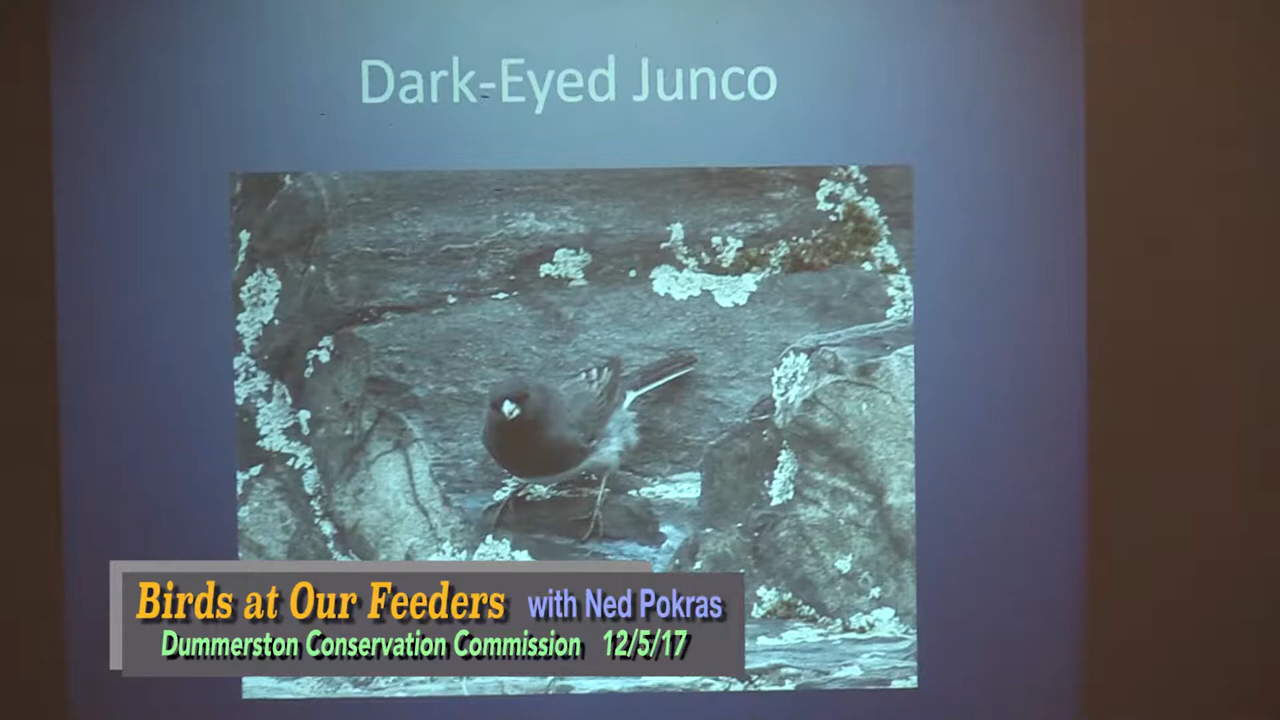 Dark-Eyed Junco
Birds at Our Feeders with Ned Pokras
Dummerston Conservation Commission 12/5/17